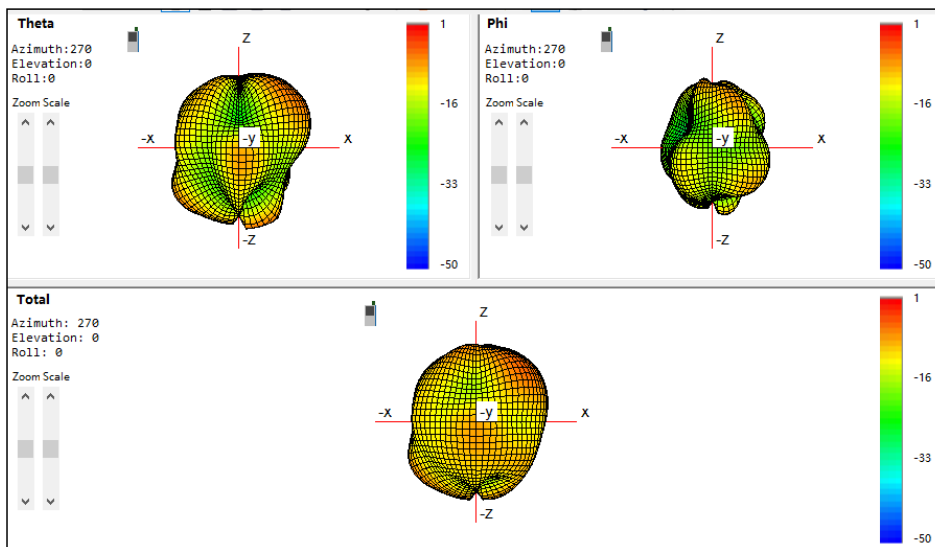 Theta
Azimuth:270
Elevation:0
Roll:0
Zoom Scale
Z
-x
-y
x
-Z
1
-16
-33
-50
Phi
Azimuth:270
Elevation:0
Roll:0
Zoom Scale
Z
-x
-y
x
-Z
1
-16
-33
-50
Total
Azimuth: 270
Elevation: 0
Roll: 0
Zoom Scale
Z
-x
-y
x
-Z
1
-16
-33
-50